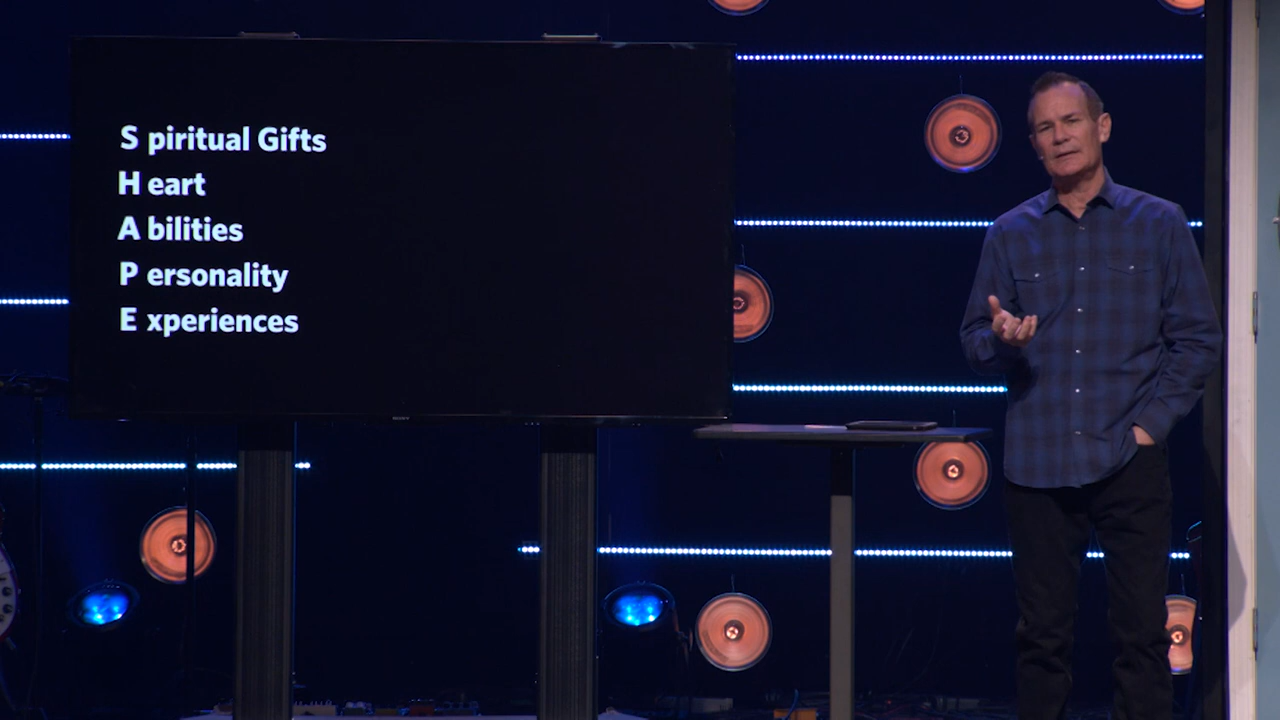 S piritual Gifts
H eart
A bilities
P ersonality
E xperiences